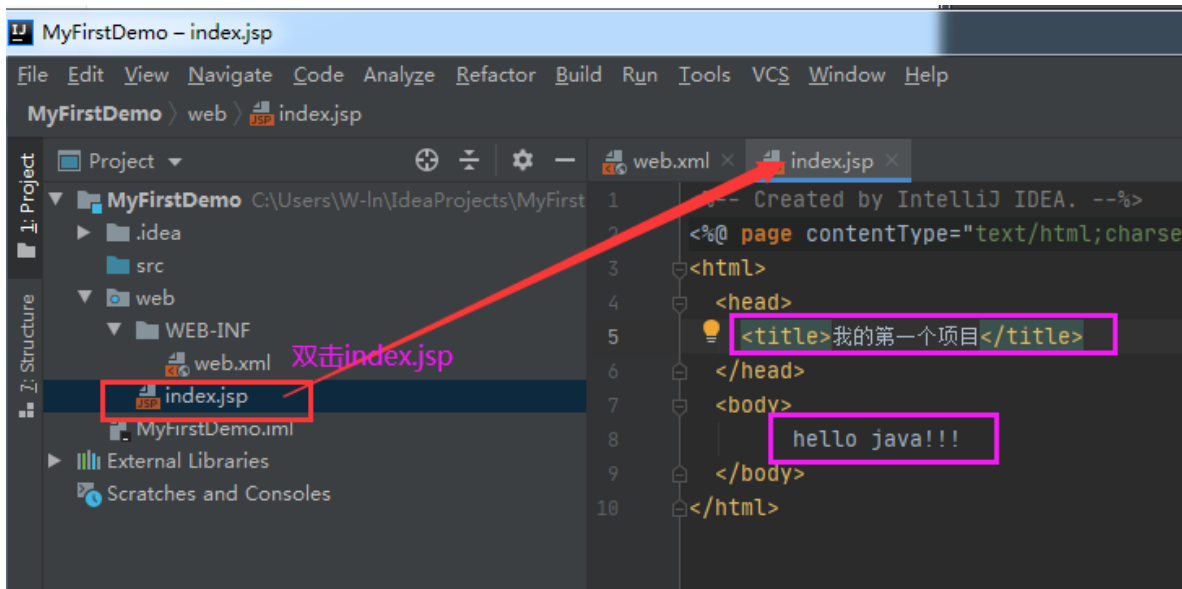 MyFirstDemo – index.jsp
File Edit View Navigate Code Analyze Refactor Build Run Tools VCS Window Help
MyFirstDemo 〉 web 〉 index.jsp
1: Project
7: Structure
Project
MyFirstDemo C:\Users\W-ln\IdeaProjects\MyFirst
.idea
src
web
WEB-INF
web.xml
双击index.jsp
index.jsp
MyFirstDemo.iml
External Libraries
Scratches and Consoles
web.xml × index.jsp ×
1 <%-- Created by IntelliJ IDEA. --%>
2 <%@ page contentType="text/html;charse
3 <html>
4 <head>
5 <title>我的第一个项目</title>
6 </head>
7 <body>
8 hello java!!!
9 </body>
10 </html>